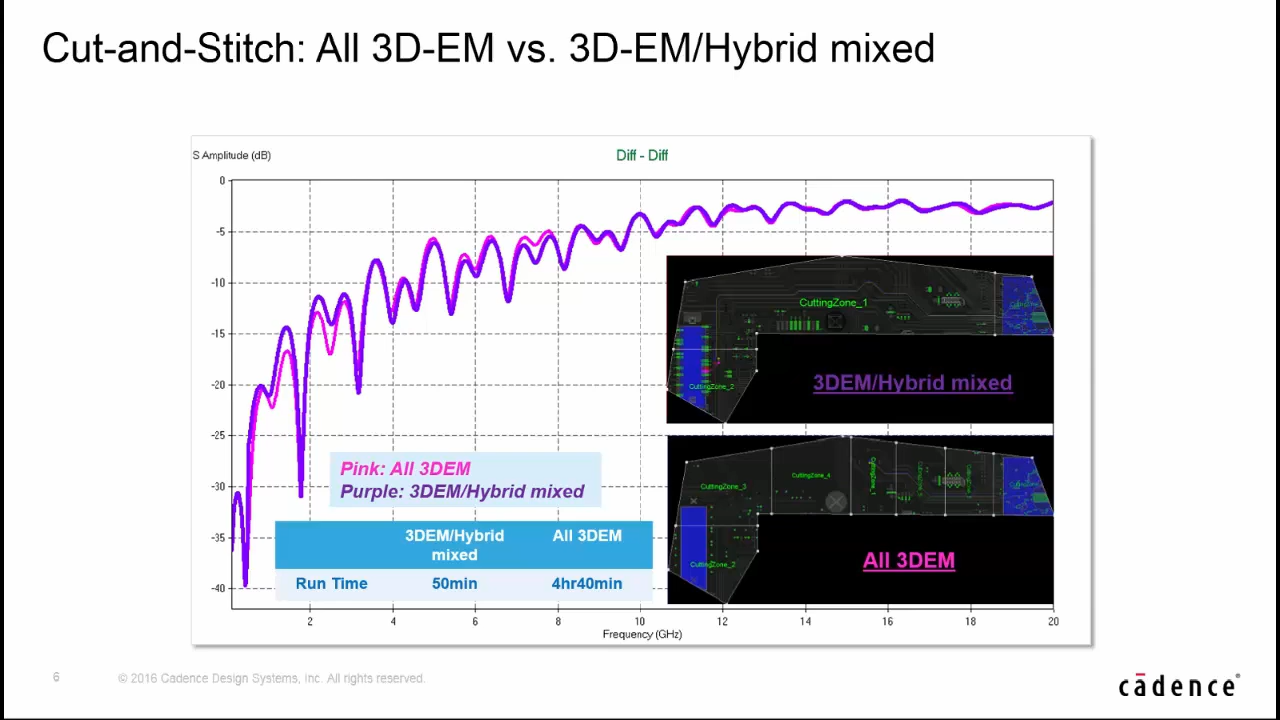 Cut-and-Stitch: All 3D-EM vs. 3D-EM/Hybrid mixed
S Amplitude (dB)
Diff - Diff
0
-5
-10
-15
-20
-25
-30
-35
-40
2 4 6 8 10 12 14 16 18 20
Frequency (GHz)
CuttingZone_1
CuttingZone_2
3DEM/Hybrid mixed
CuttingZone_3
CuttingZone_4
CuttingZone_2
All 3DEM
Pink: All 3DEM
Purple: 3DEM/Hybrid mixed
3DEM/Hybrid All 3DEM
mixed
Run Time 50min 4hr40min
6 © 2016 Cadence Design Systems, Inc. All rights reserved.
cādence®